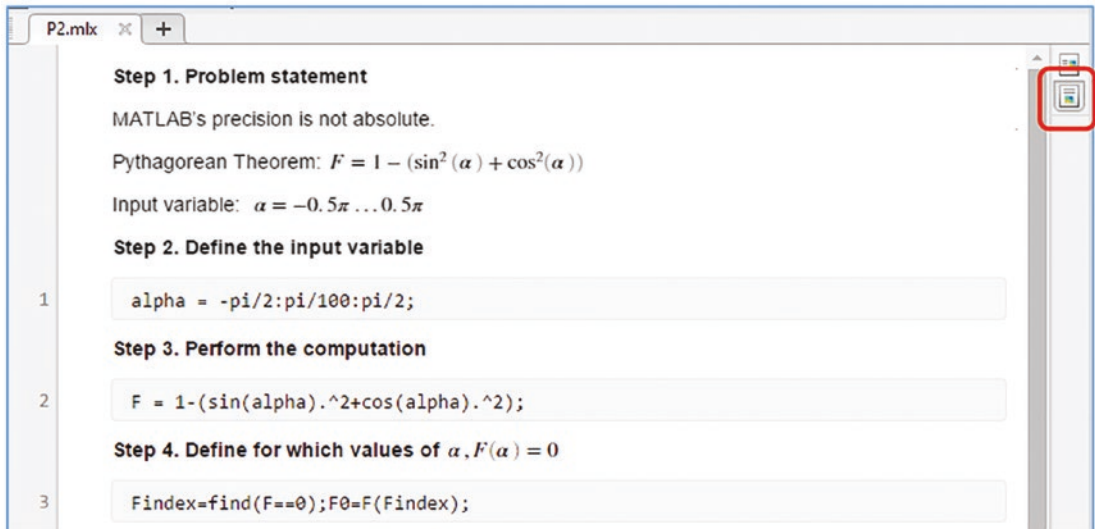 P2.mlx
Step 1. Problem statement
MATLAB's precision is not absolute.
Pythagorean Theorem: F = 1 − (sin² (α) + cos²(α))
Input variable: α = −0.5π …0.5π
Step 2. Define the input variable
1 alpha = -pi/2:pi/100:pi/2;
Step 3. Perform the computation
2 F = 1-(sin(alpha).^2+cos(alpha).^2);
Step 4. Define for which values of α, F(α) = 0
3 Findex=find(F==0);F0=F(Findex);